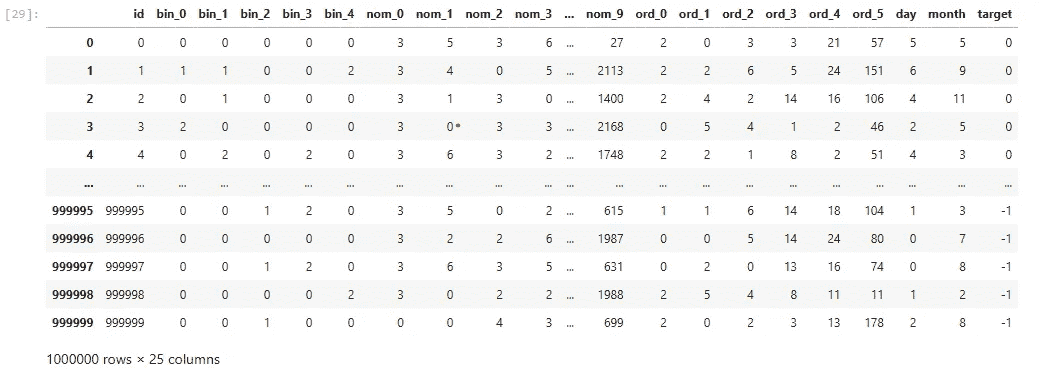 [29]:
id bin_0 bin_1 bin_2 bin_3 bin_4 nom_0 nom_1 nom_2 nom_3 ... nom_9 ord_0 ord_1 ord_2 ord_3 ord_4 ord_5 day month target
0 0 0 0 0 0 0 3 5 3 6 ... 27 2 0 3 3 21 57 5 5 0
1 1 1 1 0 0 2 3 4 0 5 ... 2113 2 2 6 5 24 151 6 9 0
2 2 0 1 0 0 0 3 1 3 0 ... 1400 2 4 2 14 16 106 4 11 0
3 3 2 0 0 0 0 3 0 3 3 ... 2168 0 5 4 1 2 46 2 5 0
4 4 0 2 0 2 0 3 6 3 2 ... 1748 2 2 1 8 2 51 4 3 0
... ... ... ... ... ... ... ... ... ... ... ... ... ... ... ... ... ... ... ... ... ...
999995 999995 0 0 1 2 0 3 5 0 2 ... 615 1 1 6 14 18 104 1 3 -1
999996 999996 0 0 0 0 0 3 2 2 6 ... 1987 0 0 5 14 24 80 0 7 -1
999997 999997 0 0 1 2 0 3 6 3 5 ... 631 0 2 0 13 16 74 0 8 -1
999998 999998 0 0 0 0 2 3 0 2 2 ... 1988 2 5 4 8 11 11 1 2 -1
999999 999999 0 0 1 0 0 0 0 4 3 ... 699 2 0 2 3 13 178 2 8 -1
1000000 rows × 25 columns